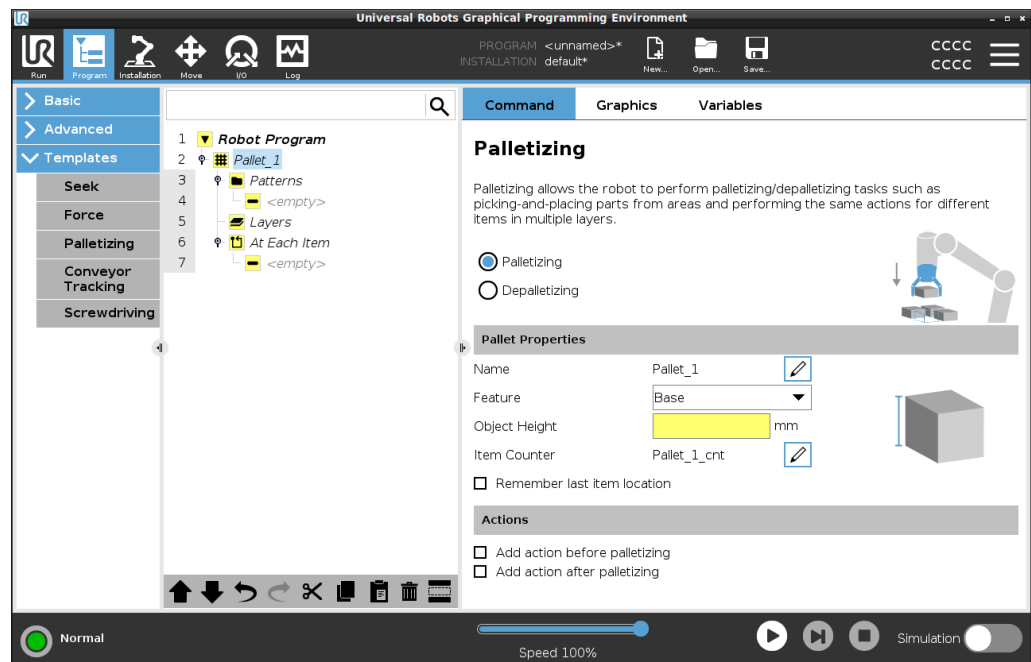 UR
Universal Robots Graphical Programming Environment
UR
Run
Program
Installation
Move
I/O
Log
PROGRAM <unnamed>*
INSTALLATION default*
New...
Open...
Save...
CCCC
CCCC
Basic
Advanced
Templates
Seek
Force
Palletizing
Conveyor
Tracking
Screwdriving
1 Robot Program
2 Pallet_1
3 Patterns
4 <empty>
5 Layers
6 At Each Item
7 <empty>
Command Graphics Variables
Palletizing
Palletizing allows the robot to perform palletizing/depalletizing tasks such as
picking-and-placing parts from areas and performing the same actions for different
items in multiple layers.
Palletizing
Depalletizing
Pallet Properties
Name Pallet_1
Feature Base
Object Height mm
Item Counter Pallet_1_cnt
Remember last item location
Actions
Add action before palletizing
Add action after palletizing
Normal
Speed 100%
Simulation